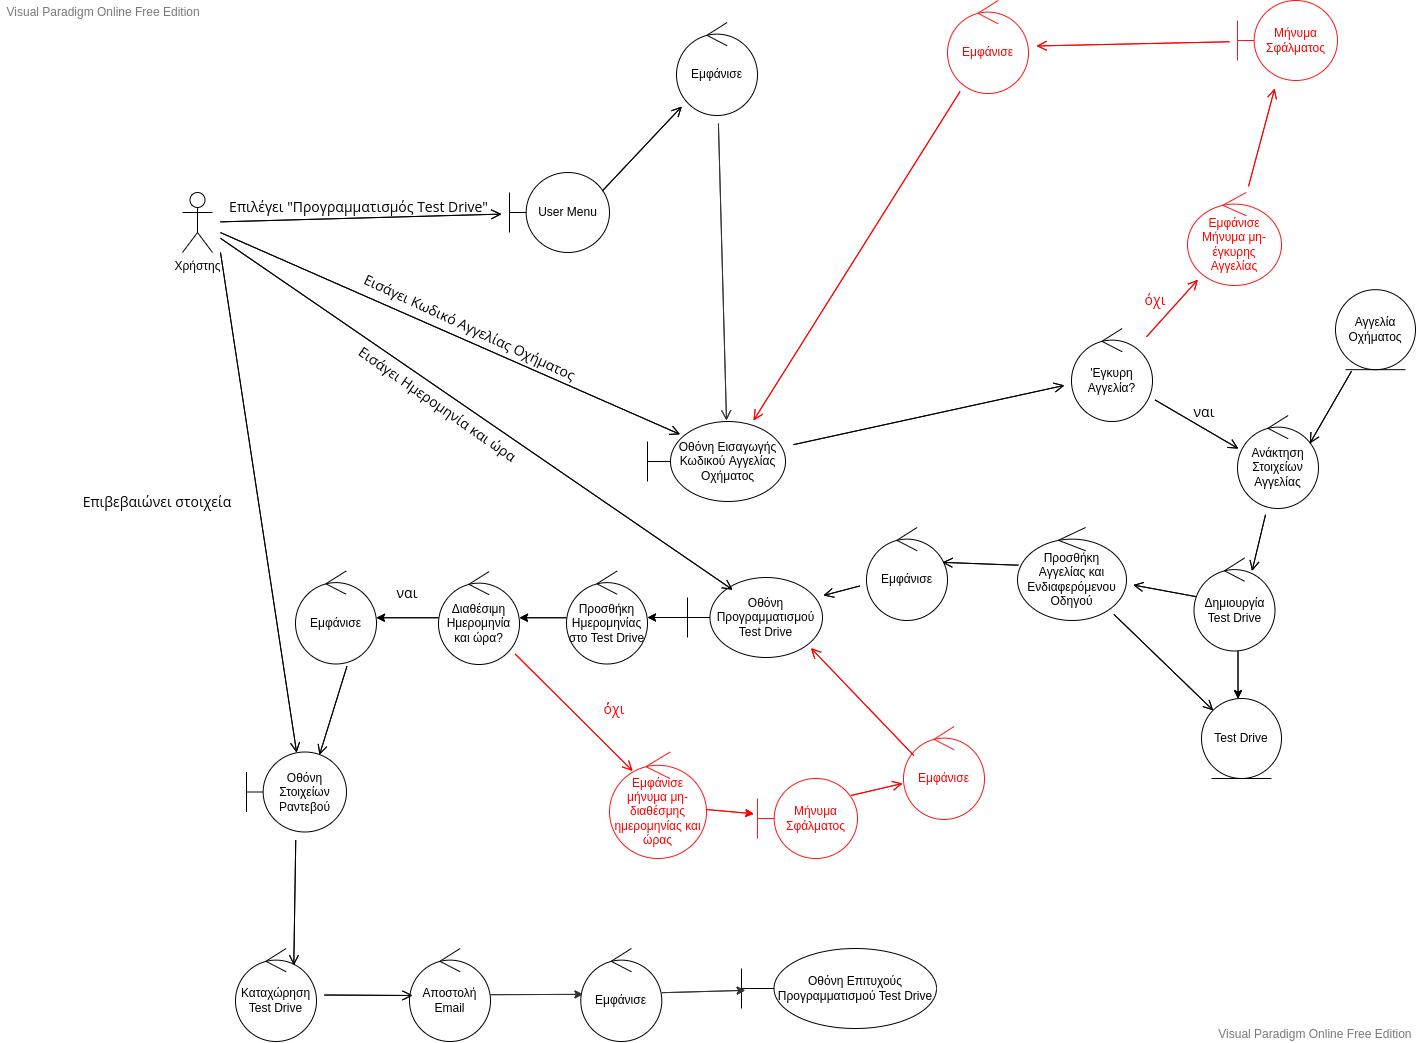 Visual Paradigm Online Free Edition
Εμφάνισε
Εμφάνισε
Μήνυμα
Σφάλματος
Επιλέγει "Προγραμματισμός Test Drive"
User Menu
Χρήστης
Εμφάνισε
Μήνυμα μη-
έγκυρης
Αγγελίας
όχι
Αγγελία
Οχήματος
Εισάγει Κωδικό Αγγελίας Οχήματος
Εισάγει Ημερομηνία και ώρα
Έγκυρη
Αγγελία?
ναι
Οθόνη Εισαγωγής
Κωδικού Αγγελίας
Οχήματος
Ανάκτηση
Στοιχείων
Αγγελίας
Επιβεβαιώνει στοιχεία
Εμφάνισε
ναι
Διαθέσιμη
Ημερομηνία
και ώρα?
Προσθήκη
Ημερομηνίας
στο Test Drive
Οθόνη
Προγραμματισμού
Test Drive
Εμφάνισε
Προσθήκη
Αγγελίας και
Ενδιαφερόμενου
Οδηγού
Δημιουργία
Test Drive
όχι
Test Drive
Οθόνη
Στοιχείων
Ραντεβού
Εμφάνισε
μήνυμα μη-
διαθέσμης
ημερομηνίας και
ώρας
Μήνυμα
Σφάλματος
Εμφάνισε
Καταχώρηση
Test Drive
Αποστολή
Email
Εμφάνισε
Οθόνη Επιτυχούς
Προγραμματισμού Test Drive
Visual Paradigm Online Free Edition